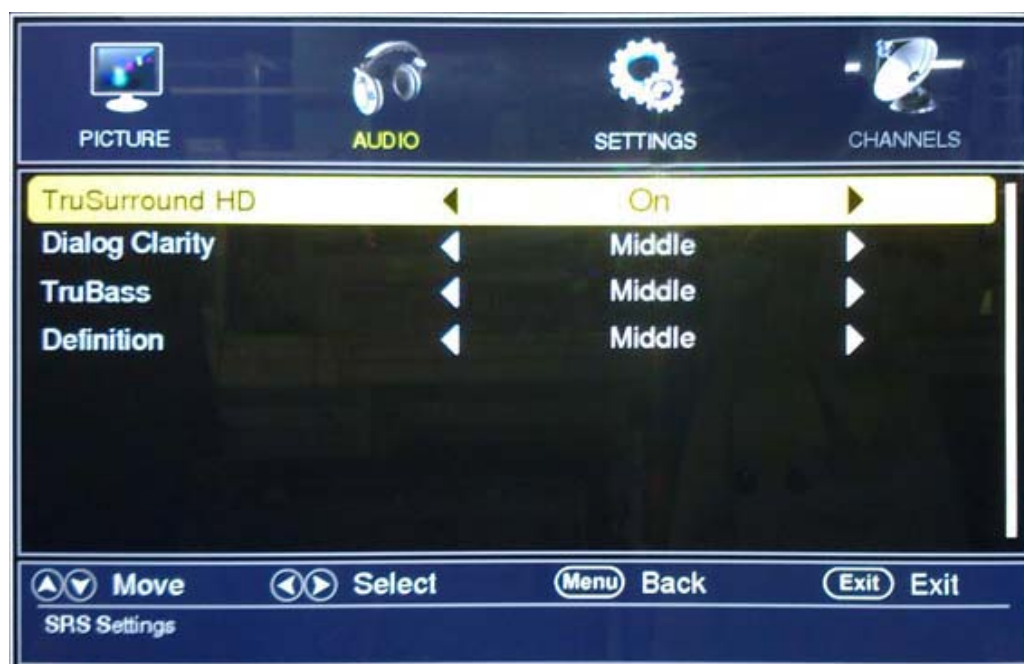 PICTURE AUDIO SETTINGS CHANNELS
TruSurround HD On
Dialog Clarity Middle
TruBass Middle
Definition Middle
Move Select Menu Back Exit Exit
SRS Settings